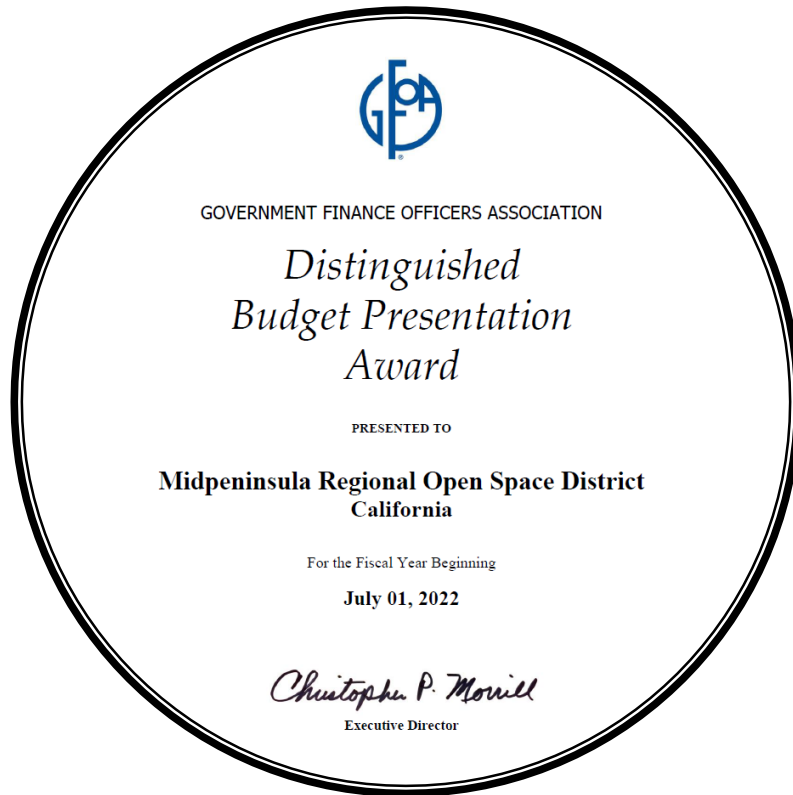 GFOA
®
GOVERNMENT FINANCE OFFICERS ASSOCIATION
Distinguished
Budget Presentation
Award
PRESENTED TO
Midpeninsula Regional Open Space District
California
For the Fiscal Year Beginning
July 01, 2022
Christopher P. Morrill
Executive Director